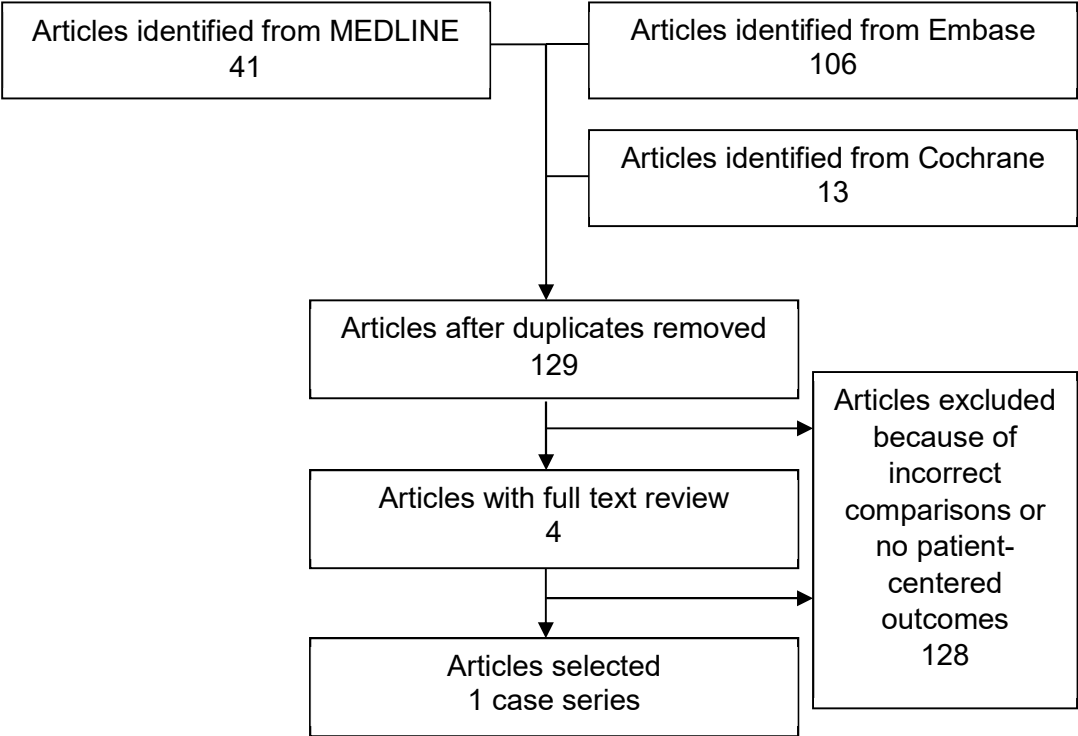 Articles identified from MEDLINE
41
Articles identified from Embase
106
Articles identified from Cochrane
13
Articles after duplicates removed
129
Articles excluded
because of
incorrect
comparisons or
no patient-
centered
outcomes
128
Articles with full text review
4
Articles selected
1 case series